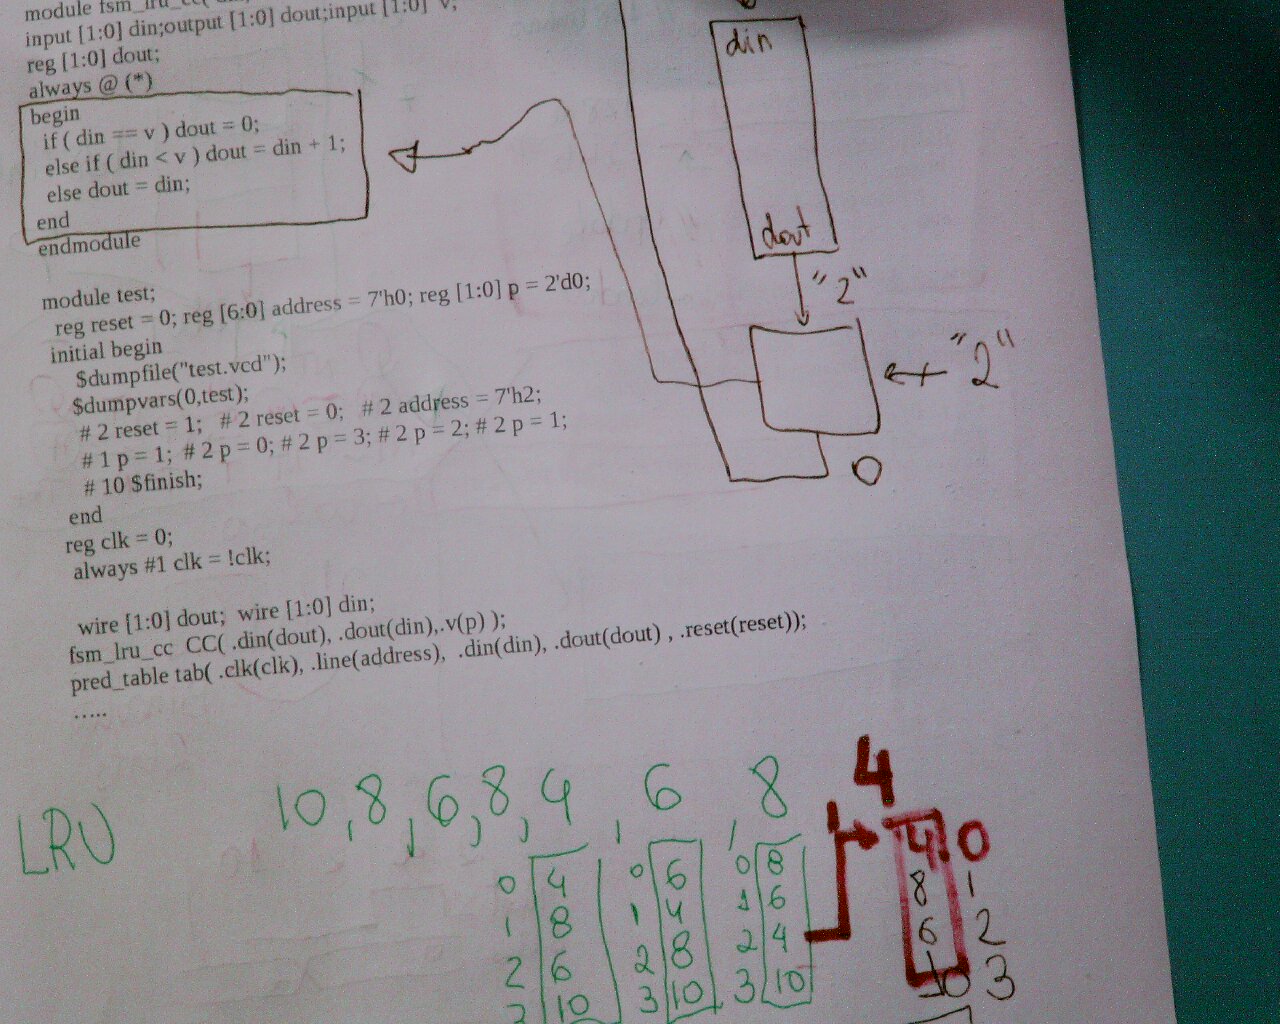 module fsm_lru_cc(
input [1:0] din;output [1:0] dout;input [1:0] v;
reg [1:0] dout;
always @ (*)
begin
if ( din == v ) dout = 0;
else if ( din < v ) dout = din + 1;
else dout = din;
end
endmodule
module test;
reg reset = 0; reg [6:0] address = 7'h0; reg [1:0] p = 2'd0;
initial begin
$dumpfile("test.vcd");
$dumpvars(0,test);
# 2 reset = 1; # 2 reset = 0; # 2 address = 7'h2;
# 1 p = 1; # 2 p = 0; # 2 p = 3; # 2 p = 2; # 2 p = 1;
# 10 $finish;
end
reg clk = 0;
always #1 clk = !clk;
wire [1:0] dout; wire [1:0] din;
fsm_lru_cc CC( .din(dout), .dout(din),.v(p) );
pred_table tab( .clk(clk), .line(address), .din(din), .dout(dout) , .reset(reset));
.....
din
dout
"2"
"2"
0
LRU 10,8,6,8,4, 6, 8 4
0 4 0 6 0 8 4 0
1 8 1 4 1 6 8 1
2 6 2 8 2 4 6 2
3 10 3 10 3 10 10 3